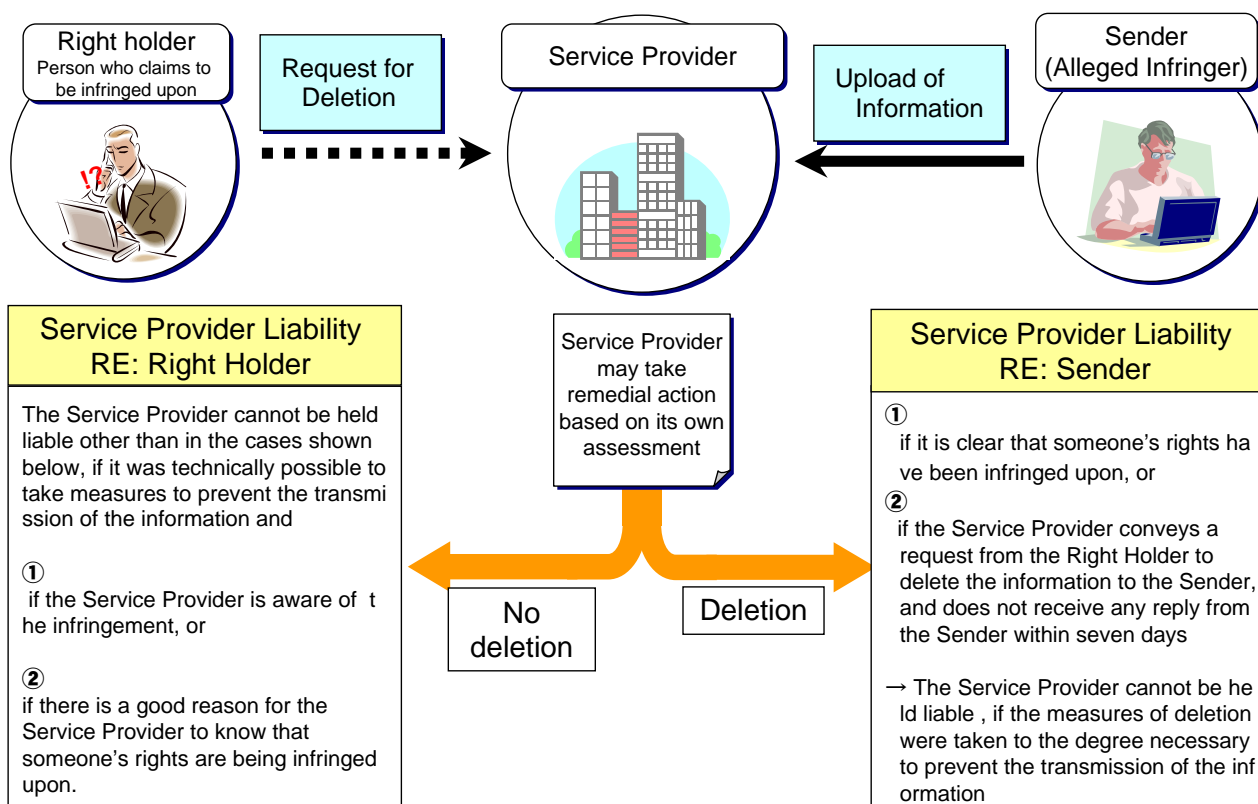 Right holder
Person who claims to
be infringed upon
!?
Request for
Deletion
Service Provider
Upload of
Information
Sender
(Alleged Infringer)
Service Provider Liability
RE: Right Holder
The Service Provider cannot be held
liable other than in the cases shown
below, if it was technically possible to
take measures to prevent the transmi
ssion of the information and
①
if the Service Provider is aware of t
he infringement, or
②
if there is a good reason for the
Service Provider to know that
someone's rights are being infringed
upon.
Service Provider
may take
remedial action
based on its own
assessment
No
deletion
Deletion
Service Provider Liability
RE: Sender
①
if it is clear that someone's rights ha
ve been infringed upon, or
②
if the Service Provider conveys a
request from the Right Holder to
delete the information to the Sender,
and does not receive any reply from
the Sender within seven days
→ The Service Provider cannot be he
ld liable , if the measures of deletion
were taken to the degree necessary
to prevent the transmission of the inf
ormation